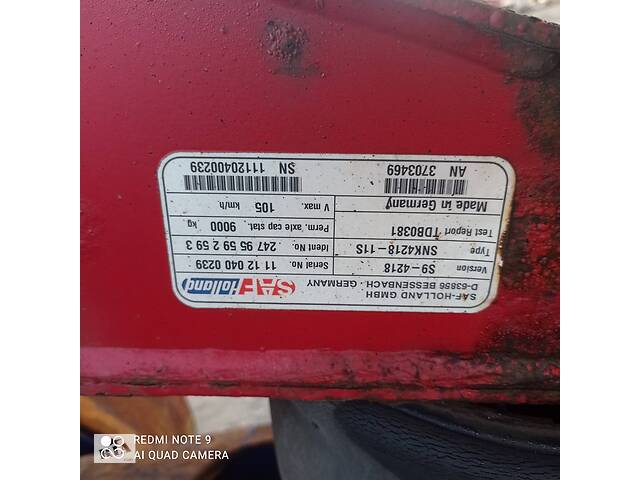 SAF-HOLLAND GMBH
D-63856 BESSENBACH · GERMANY
SAF Holland
Version S9-4218 Serial No. 11 12 040 0239
Type SNK4218-11S Ident No. 247 95 59 2 59 3
Test Report TDB0381 Perm. axle cap stat. 9000 kg
Made in Germany V max. 105 km/h
AN 3703469 SN 11120400239
REDMI NOTE 9
AI QUAD CAMERA